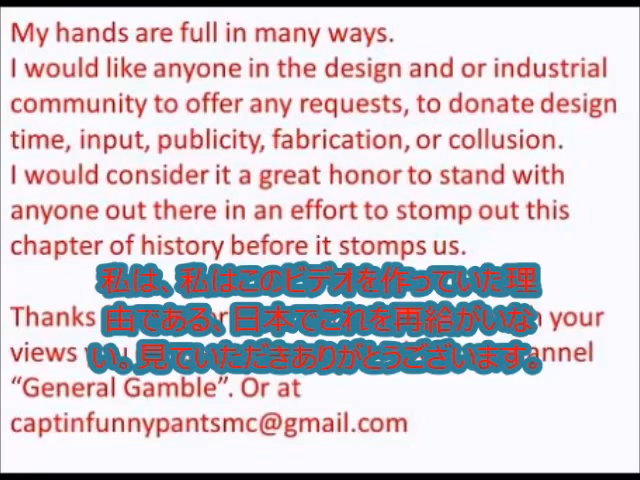 My hands are full in many ways.
I would like anyone in the design and or industrial
community to offer any requests, to donate design
time, input, publicity, fabrication, or collusion.
I would consider it a great honor to stand with
anyone out there in an effort to stomp out this
chapter of history before it stomps us.
私は、私はこのビデオを作っていた理
由である、日本でこれを再給がいな
い。見ていただきありがとうございます。
Thanks your
views
“General Gamble”. Or at
captinfunnypantsmc@gmail.com